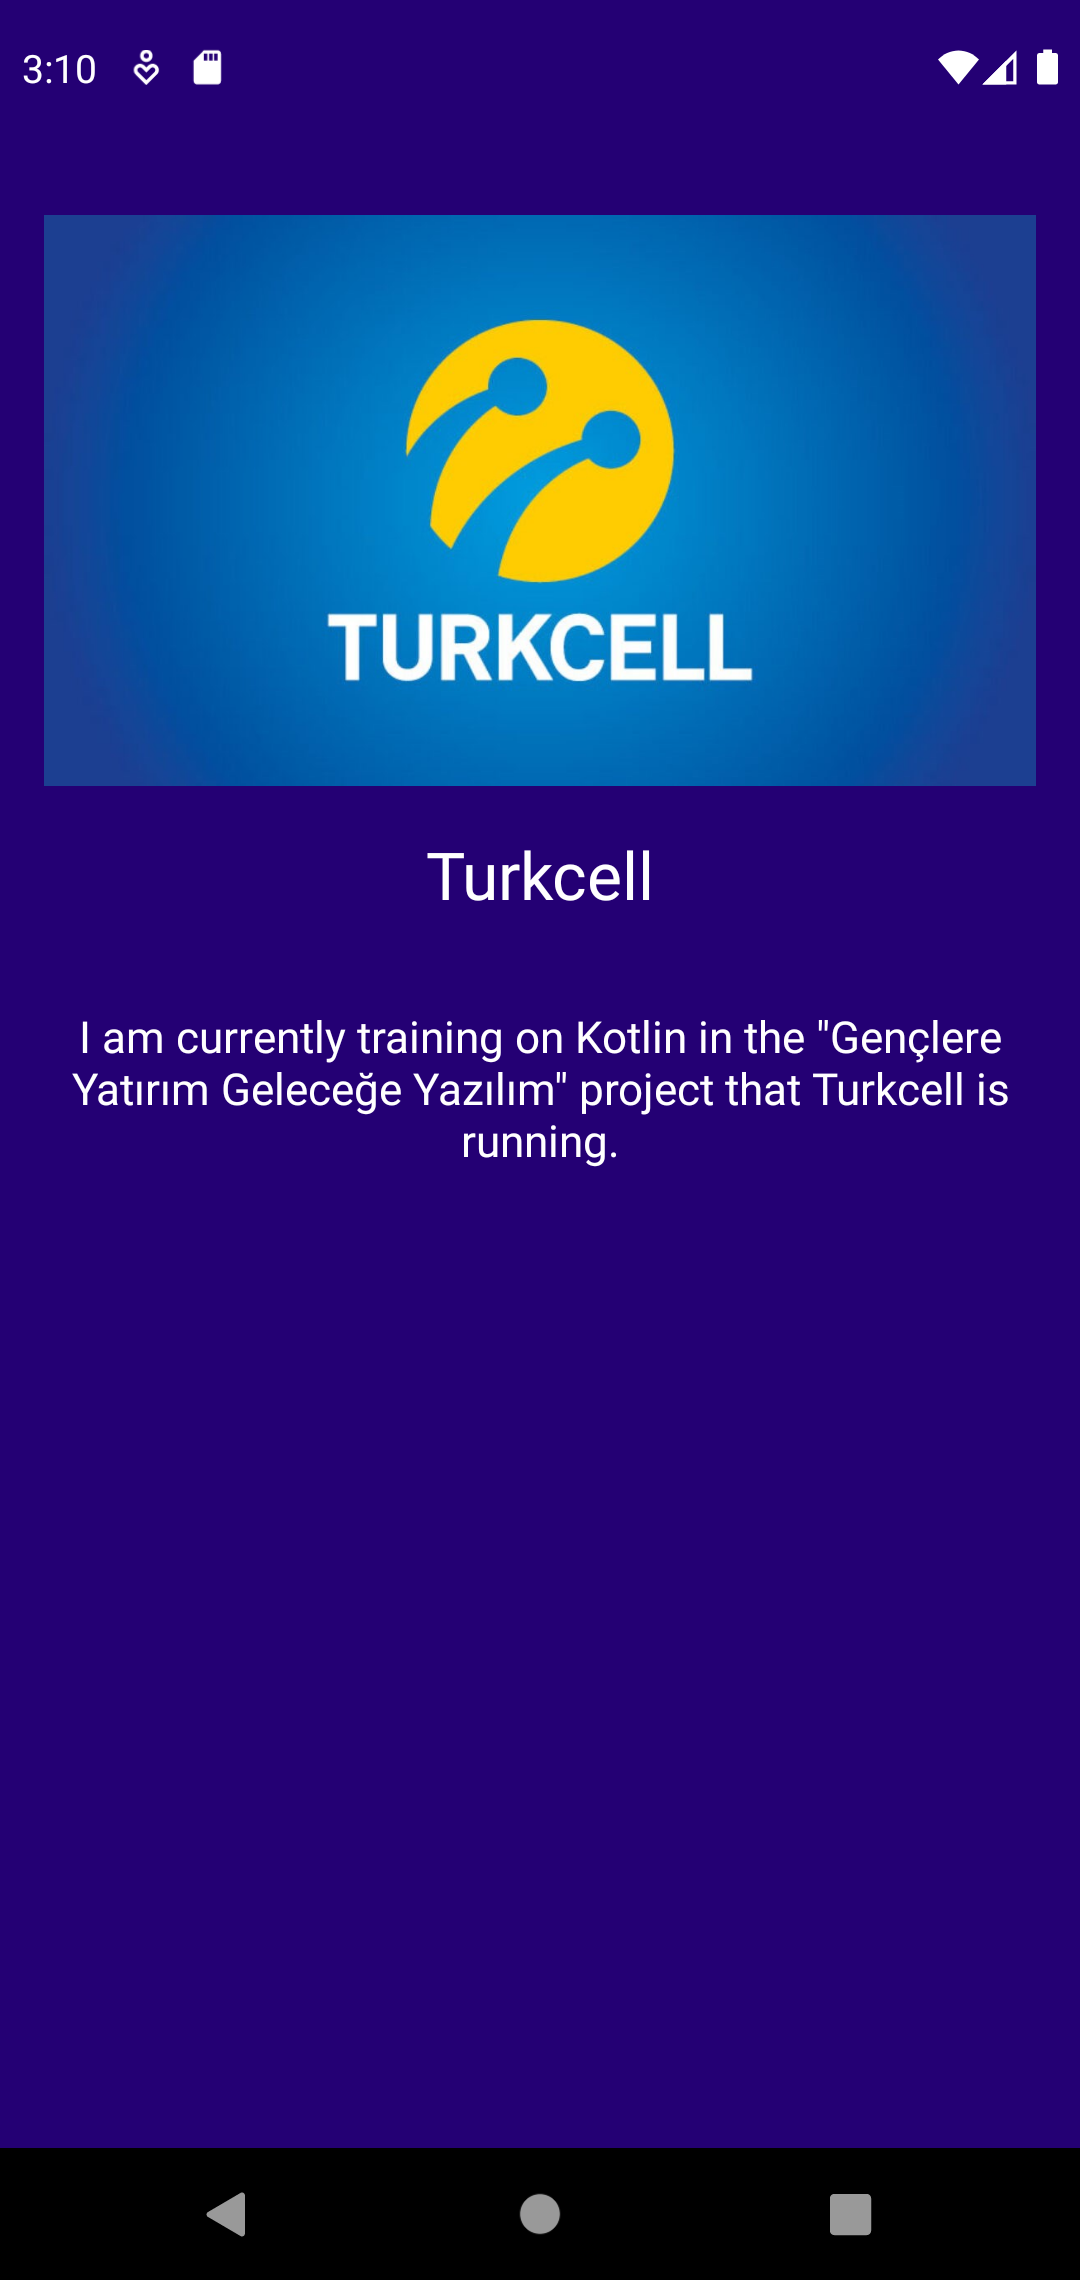 3:10
TURKCELL
Turkcell
I am currently training on Kotlin in the "Gençlere
Yatırım Geleceğe Yazılım" project that Turkcell is
running.